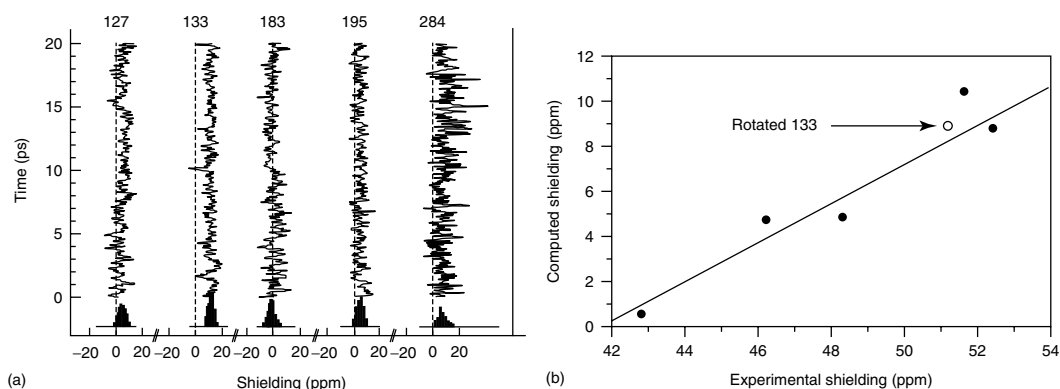 127 133 183 195 284
20
15
10
5
0
Time (ps)
−20 0 20 −20 0 20 −20 0 20 −20 0 20 −20 0 20
Shielding (ppm)
(a)
12
10
8
6
4
2
0
Computed shielding (ppm)
Rotated 133
42 44 46 48 50 52 54
Experimental shielding (ppm)
(b)